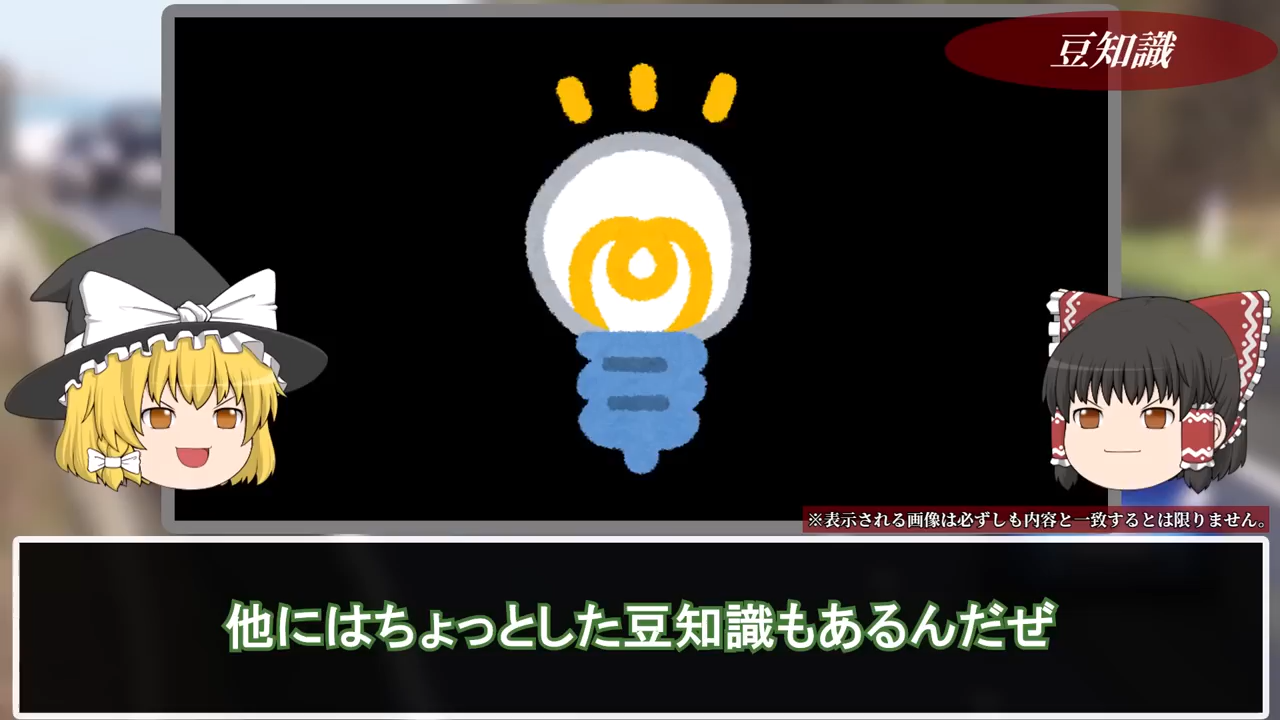 豆知識
※表示される画像は必ずしも内容と一致するとは限りません。
他にはちょっとした豆知識もあるんだぜ